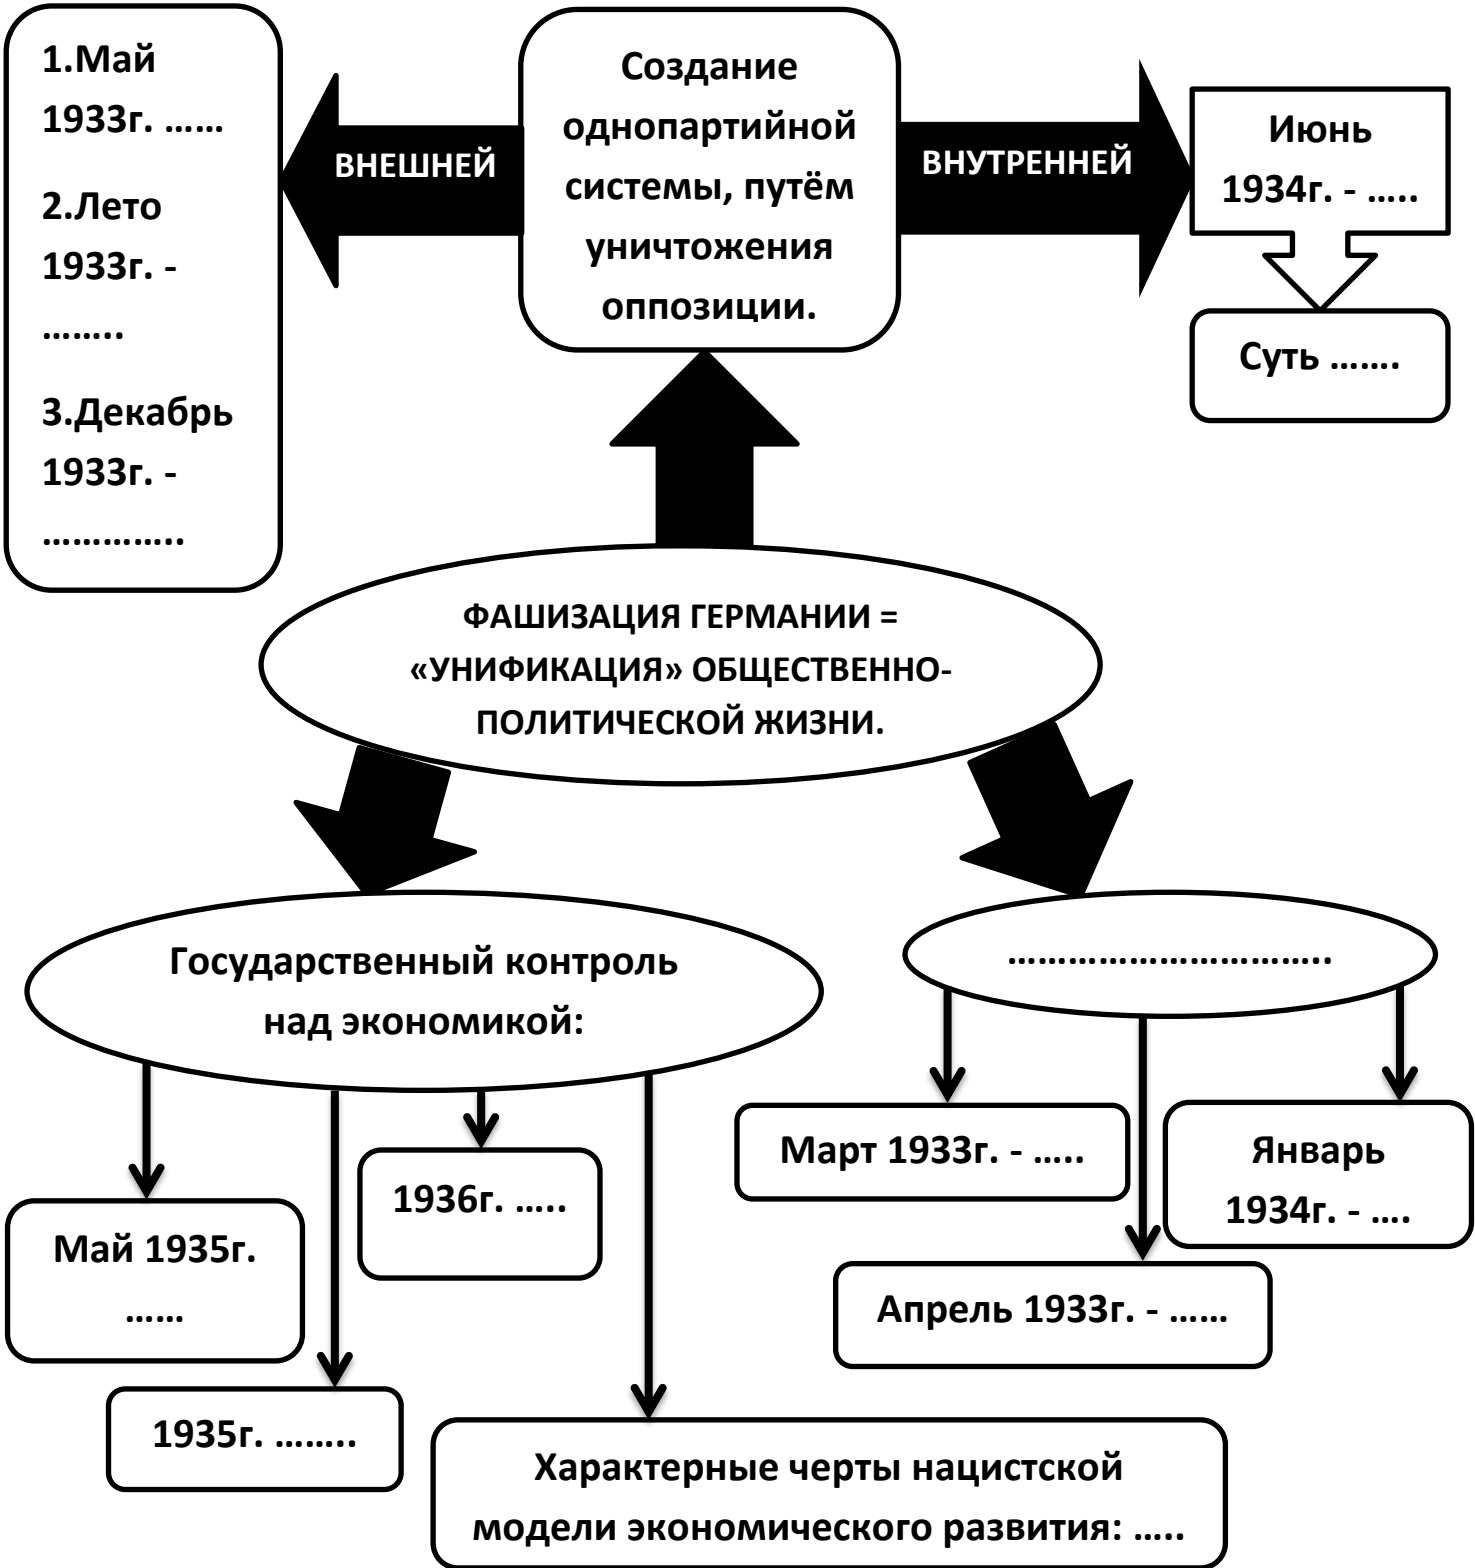 1.Май
1933г. ......
2.Лето
1933г. -
........
3.Декабрь
1933г. -
..............
ВНЕШНЕЙ
Создание
однопартийной
системы, путём
уничтожения
оппозиции.
ВНУТРЕННЕЙ
Июнь
1934г. - .....
Суть .......
ФАШИЗАЦИЯ ГЕРМАНИИ =
«УНИФИКАЦИЯ» ОБЩЕСТВЕННО-
ПОЛИТИЧЕСКОЙ ЖИЗНИ.
Государственный контроль
над экономикой:
................................
Май 1935г.
......
1935г. ........
1936г. .....
Характерные черты нацистской
модели экономического развития: .....
Март 1933г. - .....
Апрель 1933г. - ......
Январь
1934г. - ....